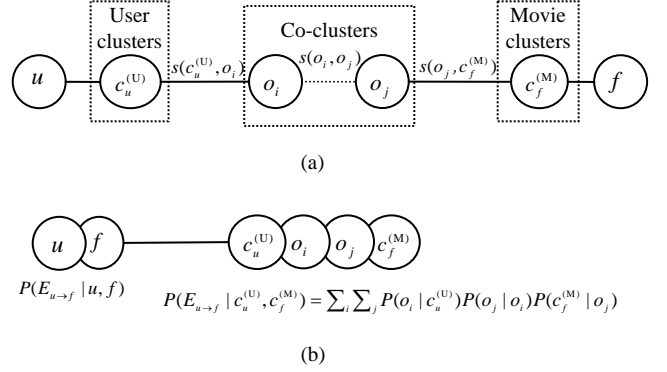 User clusters
Co-clusters
Movie clusters
u
c_u^(U)
s(c_u^(U), o_i)
o_i
s(o_i, o_j)
o_j
s(o_j, c_f^(M))
c_f^(M)
f
(a)
u f
c_u^(U) o_i o_j c_f^(M)
P(E_{u→f} | u, f)
P(E_{u→f} | c_u^(U), c_f^(M)) = ∑_i ∑_j P(o_i | c_u^(U)) P(o_j | o_i) P(c_f^(M) | o_j)
(b)